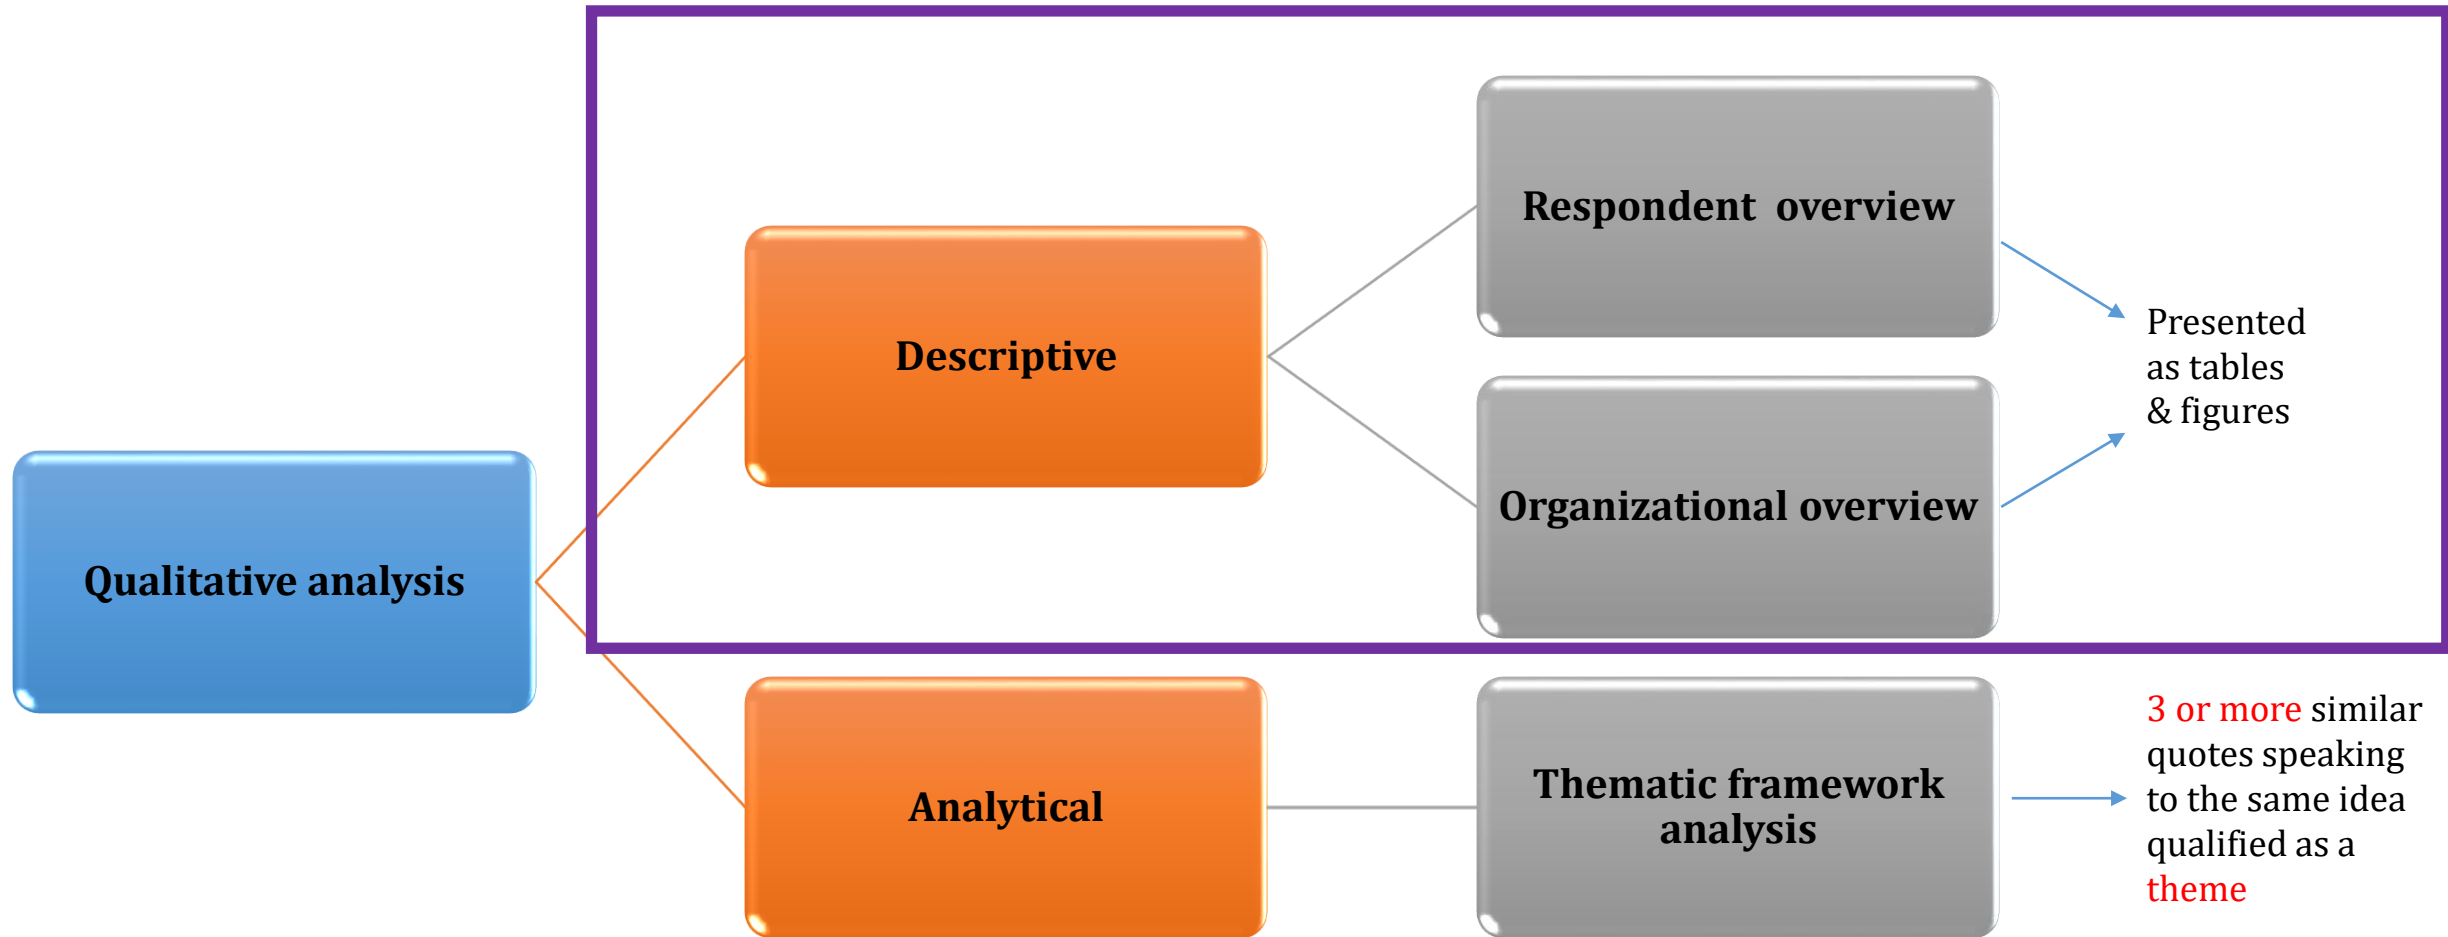 Respondent overview
Descriptive
Presented
as tables
& figures
Organizational overview
Qualitative analysis
Analytical
Thematic framework
analysis
3 or more similar
quotes speaking
to the same idea
qualified as a
theme